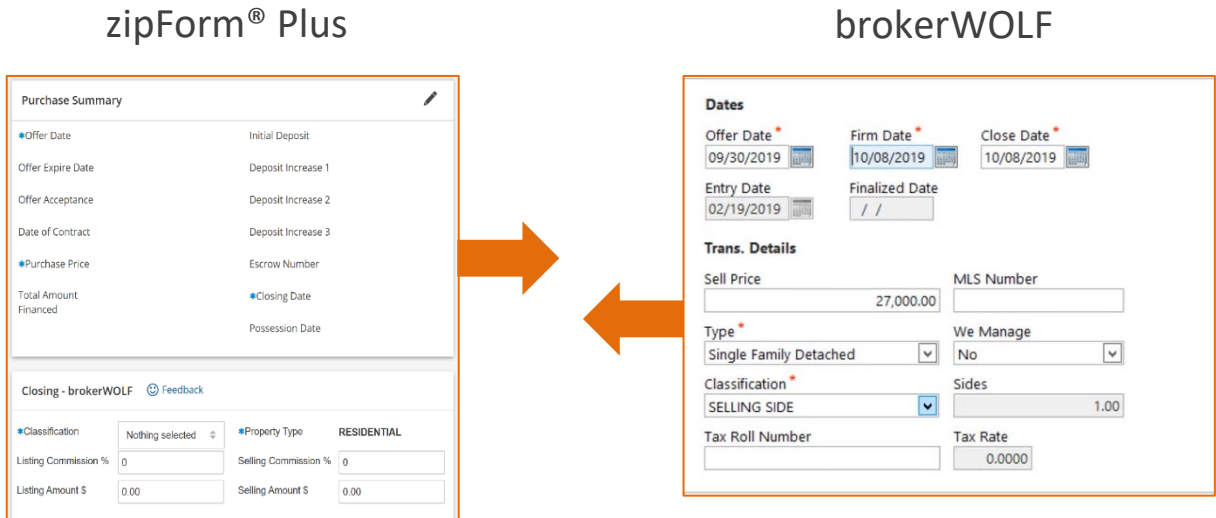 zipForm® Plus
Purchase Summary
*Offer Date Initial Deposit
Offer Expire Date Deposit Increase 1
Offer Acceptance Deposit Increase 2
Date of Contract Deposit Increase 3
*Purchase Price Escrow Number
Total Amount *Closing Date
Financed
Possession Date
Closing - brokerWOLF Feedback
*Classification Nothing selected *Property Type RESIDENTIAL
Listing Commission % 0 Selling Commission % 0
Listing Amount $ 0.00 Selling Amount $ 0.00
brokerWOLF
Dates
Offer Date * Firm Date * Close Date *
09/30/2019 10/08/2019 10/08/2019
Entry Date Finalized Date
02/19/2019 / /
Trans. Details
Sell Price MLS Number
27,000.00
Type * We Manage
Single Family Detached No
Classification * Sides
SELLING SIDE 1.00
Tax Roll Number Tax Rate
0.0000